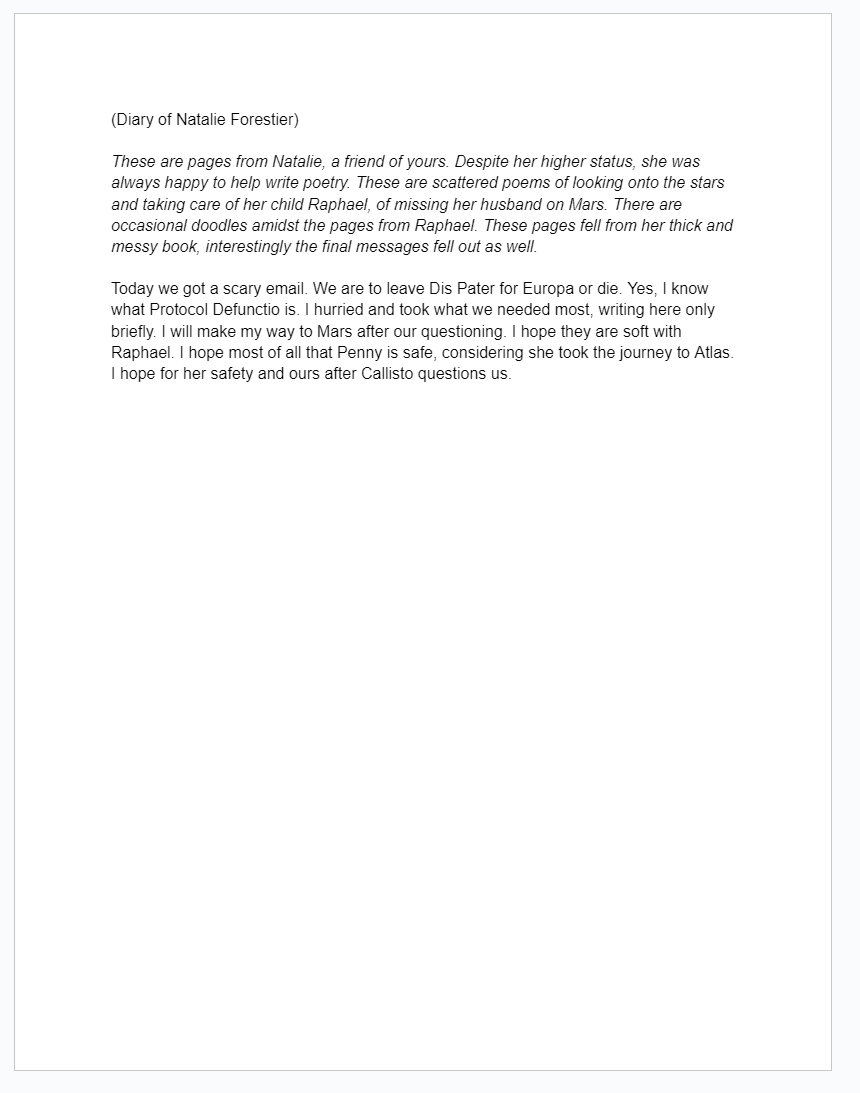 (Diary of Natalie Forestier)
These are pages from Natalie, a friend of yours. Despite her higher status, she was
always happy to help write poetry. These are scattered poems of looking onto the stars
and taking care of her child Raphael, of missing her husband on Mars. There are
occasional doodles amidst the pages from Raphael. These pages fell from her thick and
messy book, interestingly the final messages fell out as well.
Today we got a scary email. We are to leave Dis Pater for Europa or die. Yes, I know
what Protocol Defunctio is. I hurried and took what we needed most, writing here only
briefly. I will make my way to Mars after our questioning. I hope they are soft with
Raphael. I hope most of all that Penny is safe, considering she took the journey to Atlas.
I hope for her safety and ours after Callisto questions us.